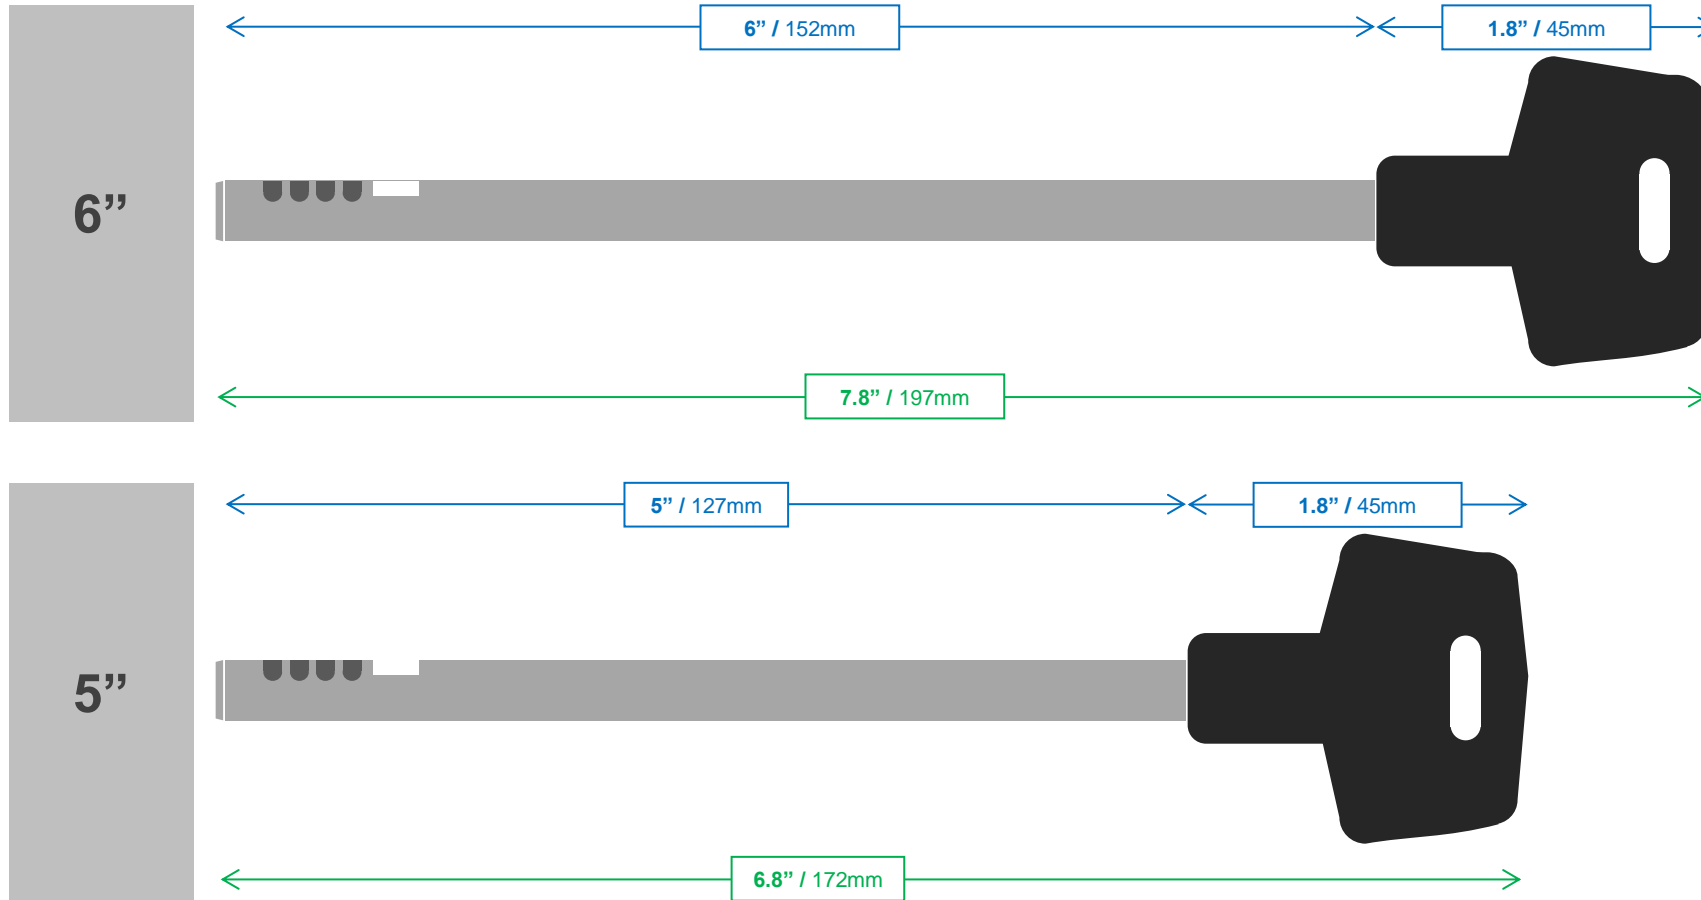 6” / 152mm
1.8” / 45mm
6”
7.8” / 197mm
5” / 127mm
1.8” / 45mm
5”
6.8” / 172mm